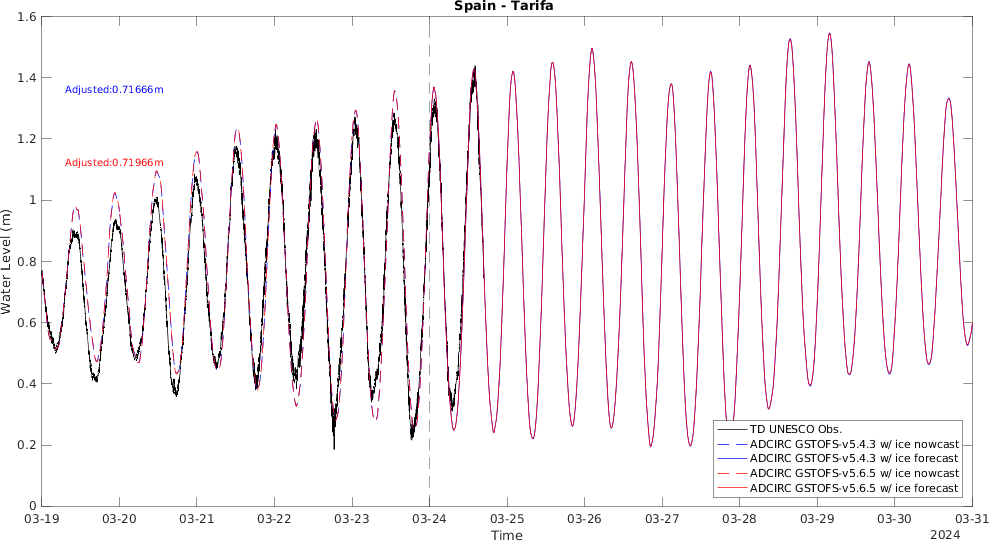 Spain - Tarifa
1.6
1.4
1.2
1
0.8
0.6
0.4
0.2
0
Water Level (m)
Adjusted:0.71666m
Adjusted:0.71966m
TD UNESCO Obs.
ADCIRC GSTOFS-v5.4.3 w/ ice nowcast
ADCIRC GSTOFS-v5.4.3 w/ ice forecast
ADCIRC GSTOFS-v5.6.5 w/ ice nowcast
ADCIRC GSTOFS-v5.6.5 w/ ice forecast
03-19 03-20 03-21 03-22 03-23 03-24 03-25 03-26 03-27 03-28 03-29 03-30 03-31
Time
2024